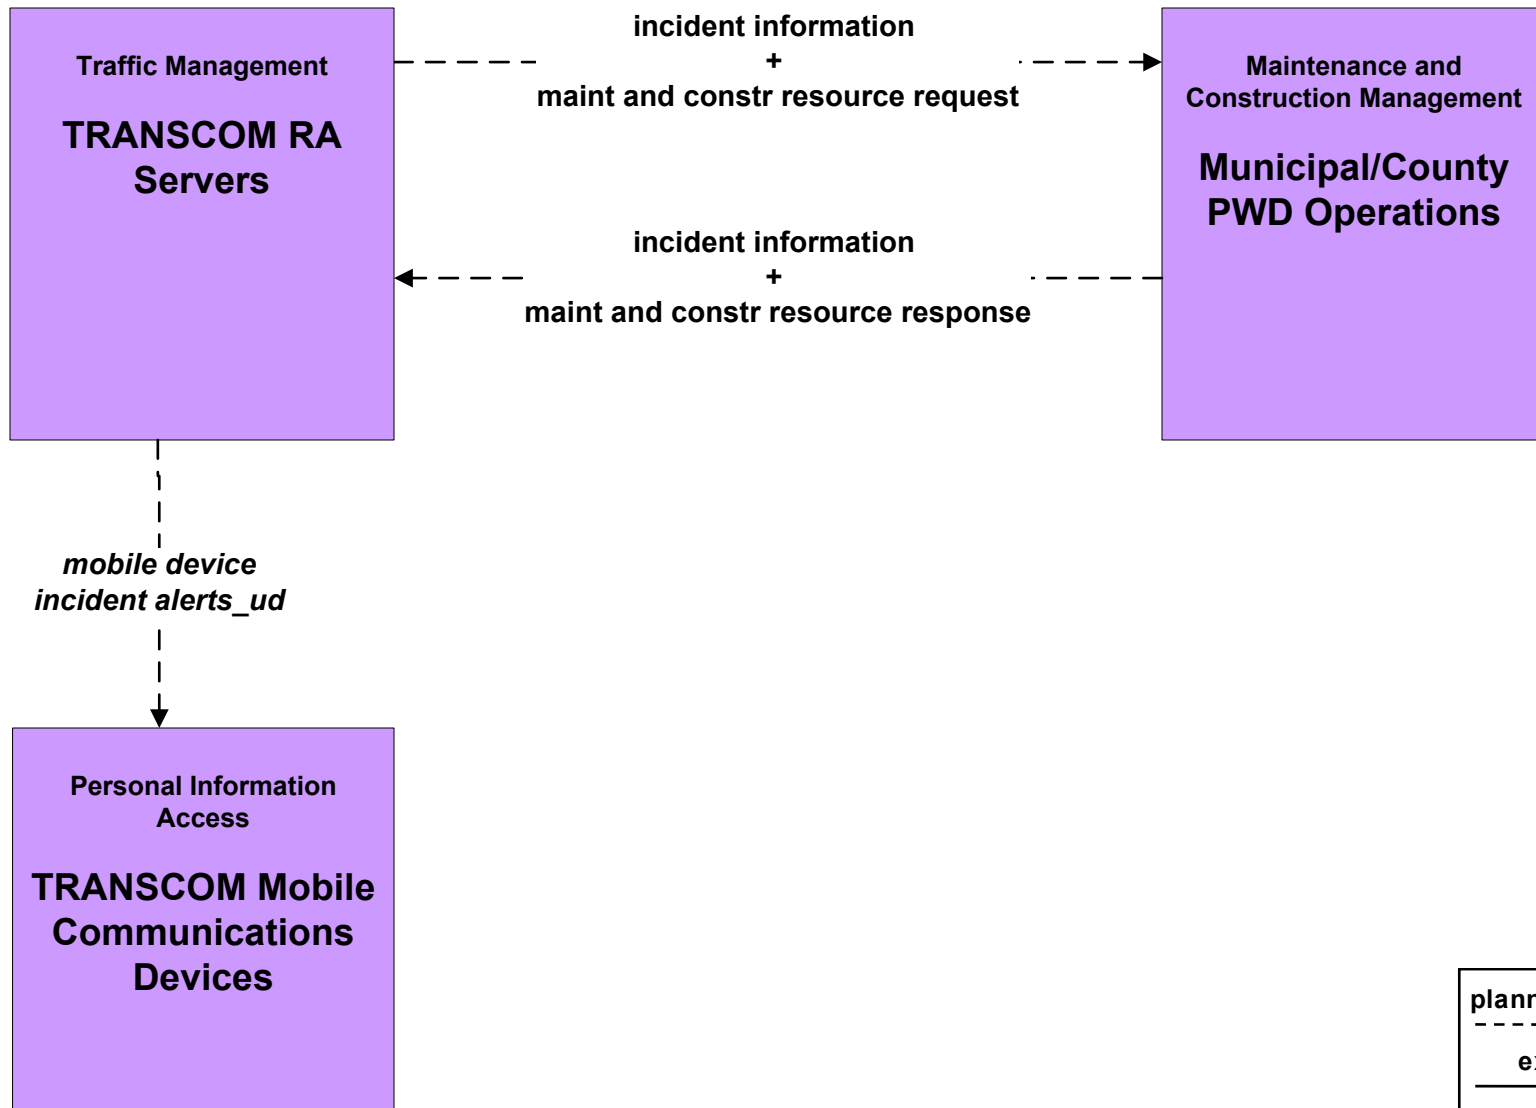 Traffic Management
TRANSCOM RA
Servers
incident information
+
maint and constr resource request
Maintenance and
Construction Management
Municipal/County
PWD Operations
incident information
+
maint and constr resource response
mobile device
incident alerts_ud
Personal Information
Access
TRANSCOM Mobile
Communications
Devices